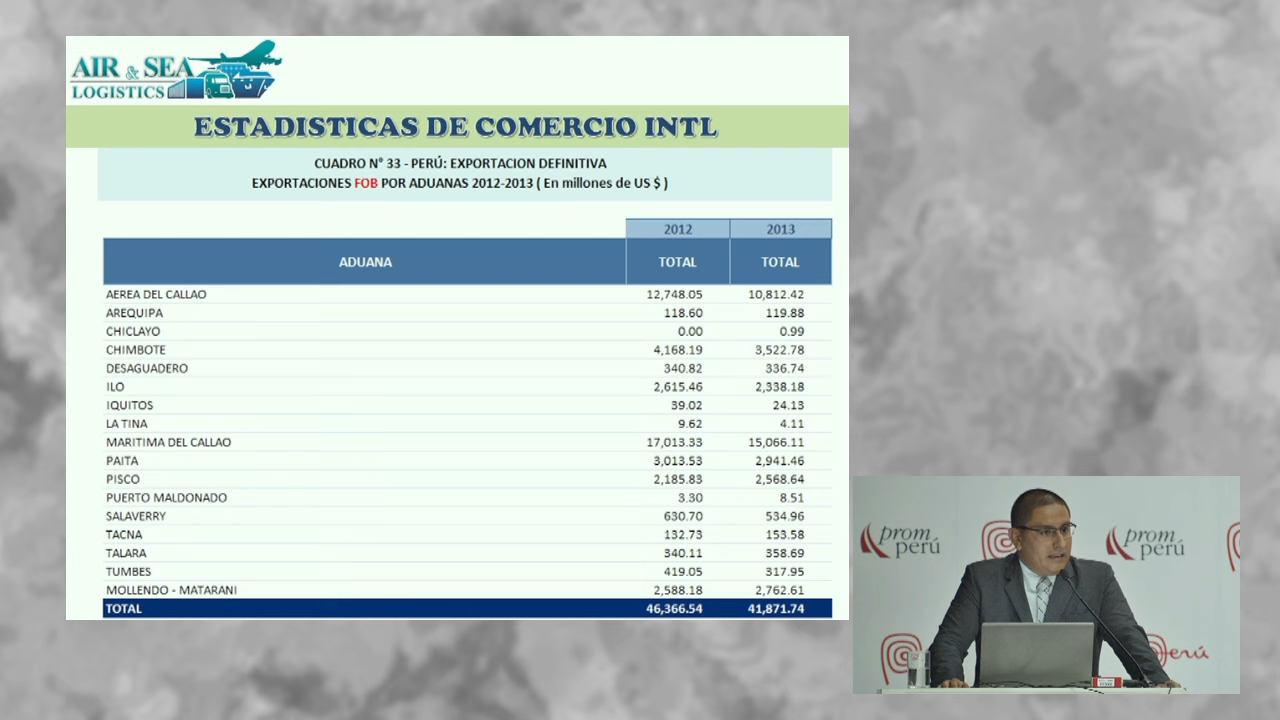 AIR & SEA
LOGISTICS
ESTADISTICAS DE COMERCIO INTL
CUADRO N° 33 - PERÚ: EXPORTACION DEFINITIVA
EXPORTACIONES FOB POR ADUANAS 2012-2013 ( En millones de US $ )
2012 2013
ADUANA TOTAL TOTAL
AEREA DEL CALLAO 12,748.05 10,812.42
AREQUIPA 118.60 119.88
CHICLAYO 0.00 0.99
CHIMBOTE 4,168.19 3,522.78
DESAGUADERO 340.82 336.74
ILO 2,615.46 2,338.18
IQUITOS 39.02 24.13
LA TINA 9.62 4.11
MARITIMA DEL CALLAO 17,013.33 15,066.11
PAITA 3,013.53 2,941.46
PISCO 2,185.83 2,568.64
PUERTO MALDONADO 3.30 8.51
SALAVERRY 630.70 534.96
TACNA 132.73 153.58
TALARA 340.11 358.69
TUMBES 419.05 317.95
MOLLENDO - MATARANI 2,588.18 2,762.61
TOTAL 46,366.54 41,871.74
prom
perú
prom
perú